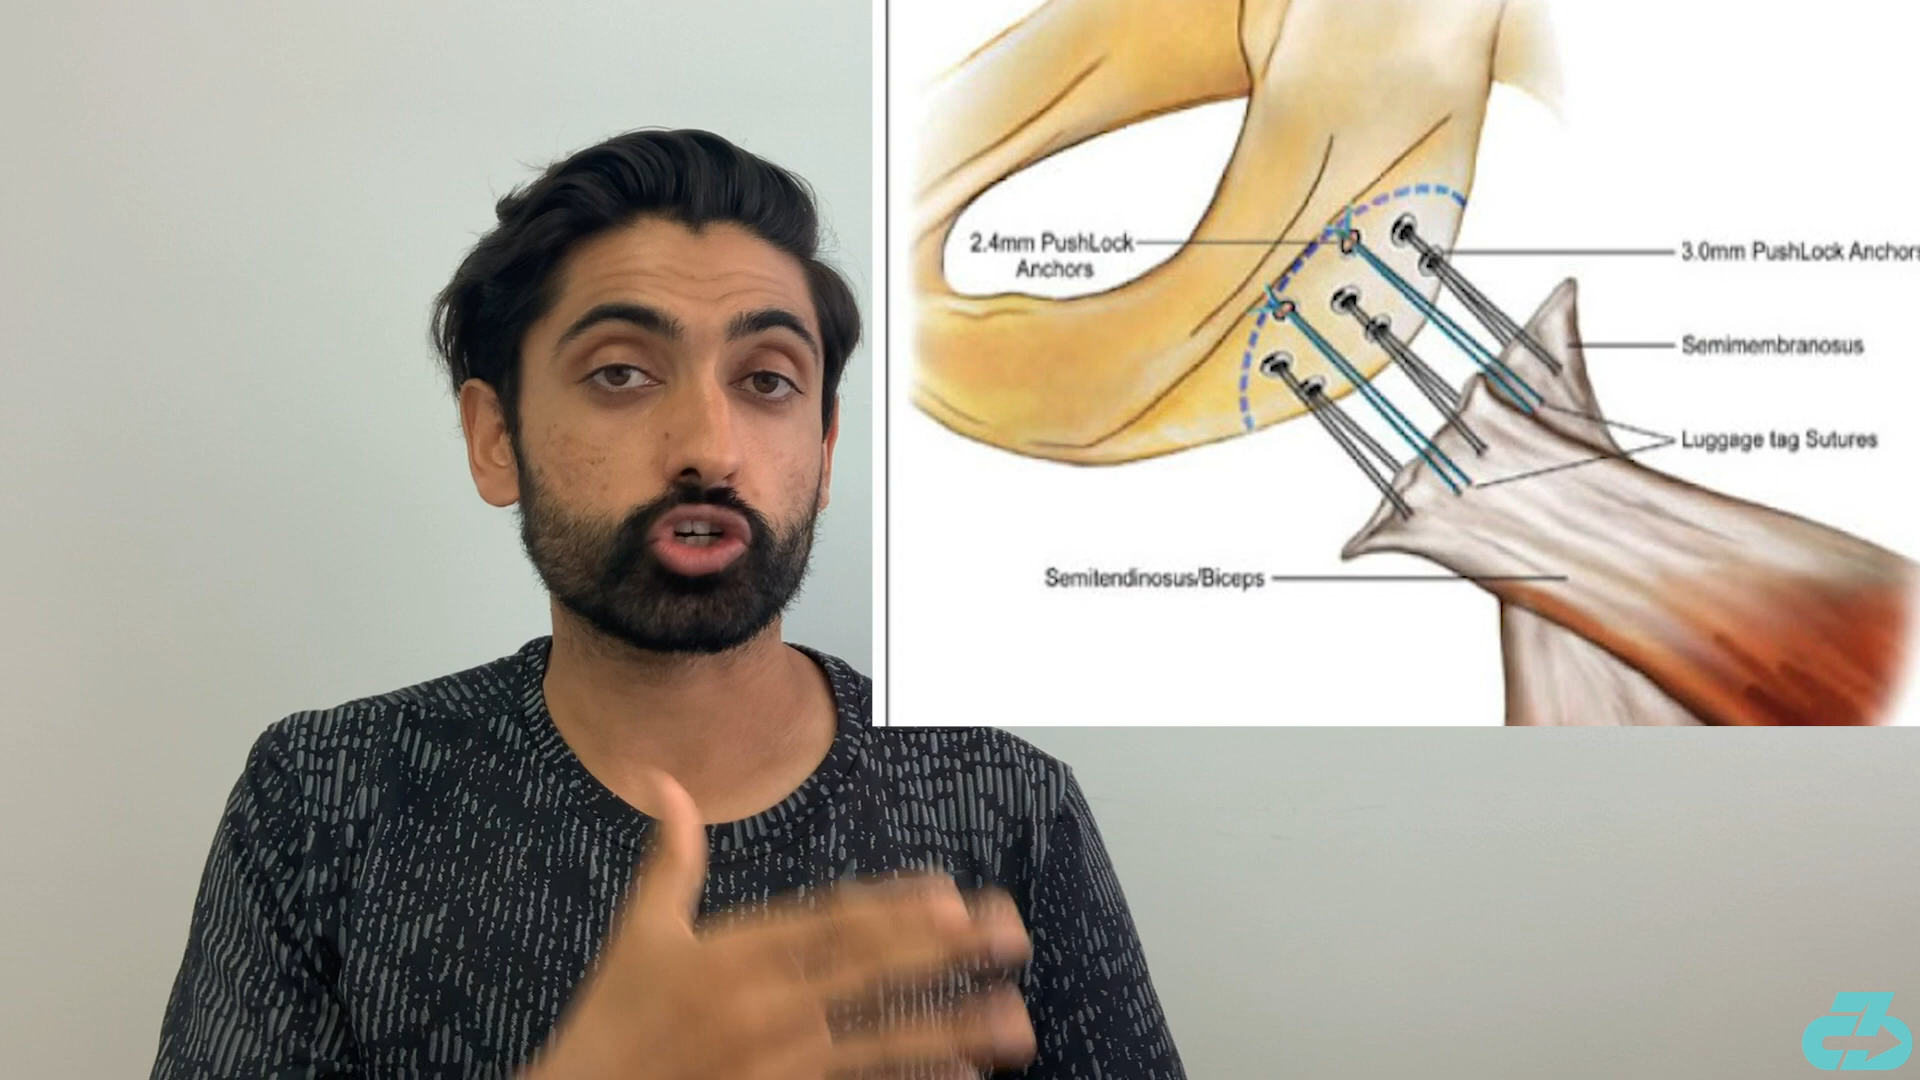 2.4mm PushLock
Anchors
3.0mm PushLock Anchors
Semimembranosus
Luggage tag Sutures
Semitendinosus/Biceps